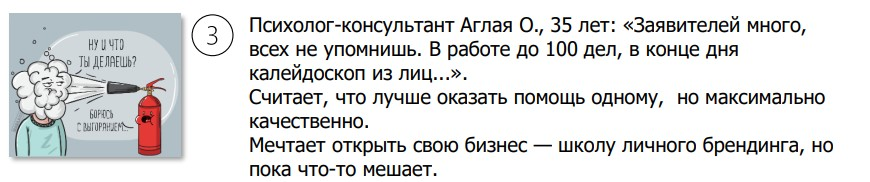 НУ И ЧТО
ТЫ ДЕЛАЕШЬ?
БОРЮСЬ
С ВЫГОРАНИЕМ...
3
Психолог-консультант Аглая О., 35 лет: «Заявителей много,
всех не упомнишь. В работе до 100 дел, в конце дня
калейдоскоп из лиц...».
Считает, что лучше оказать помощь одному, но максимально
качественно.
Мечтает открыть свою бизнес — школу личного брендинга, но
пока что-то мешает.